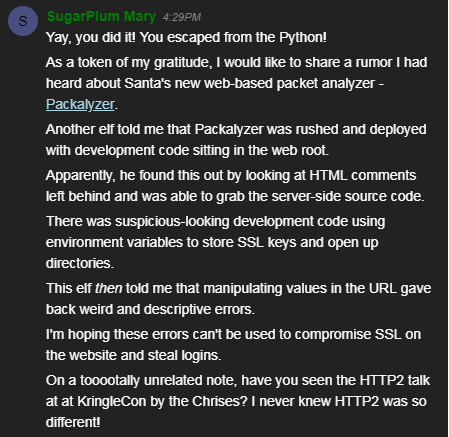 S
SugarPlum Mary 4:29PM
Yay, you did it! You escaped from the Python!
As a token of my gratitude, I would like to share a rumor I had
heard about Santa's new web-based packet analyzer -
Packalyzer.
Another elf told me that Packalyzer was rushed and deployed
with development code sitting in the web root.
Apparently, he found this out by looking at HTML comments
left behind and was able to grab the server-side source code.
There was suspicious-looking development code using
environment variables to store SSL keys and open up
directories.
This elf then told me that manipulating values in the URL gave
back weird and descriptive errors.
I'm hoping these errors can't be used to compromise SSL on
the website and steal logins.
On a tooootally unrelated note, have you seen the HTTP2 talk
at at KringleCon by the Chrises? I never knew HTTP2 was so
different!